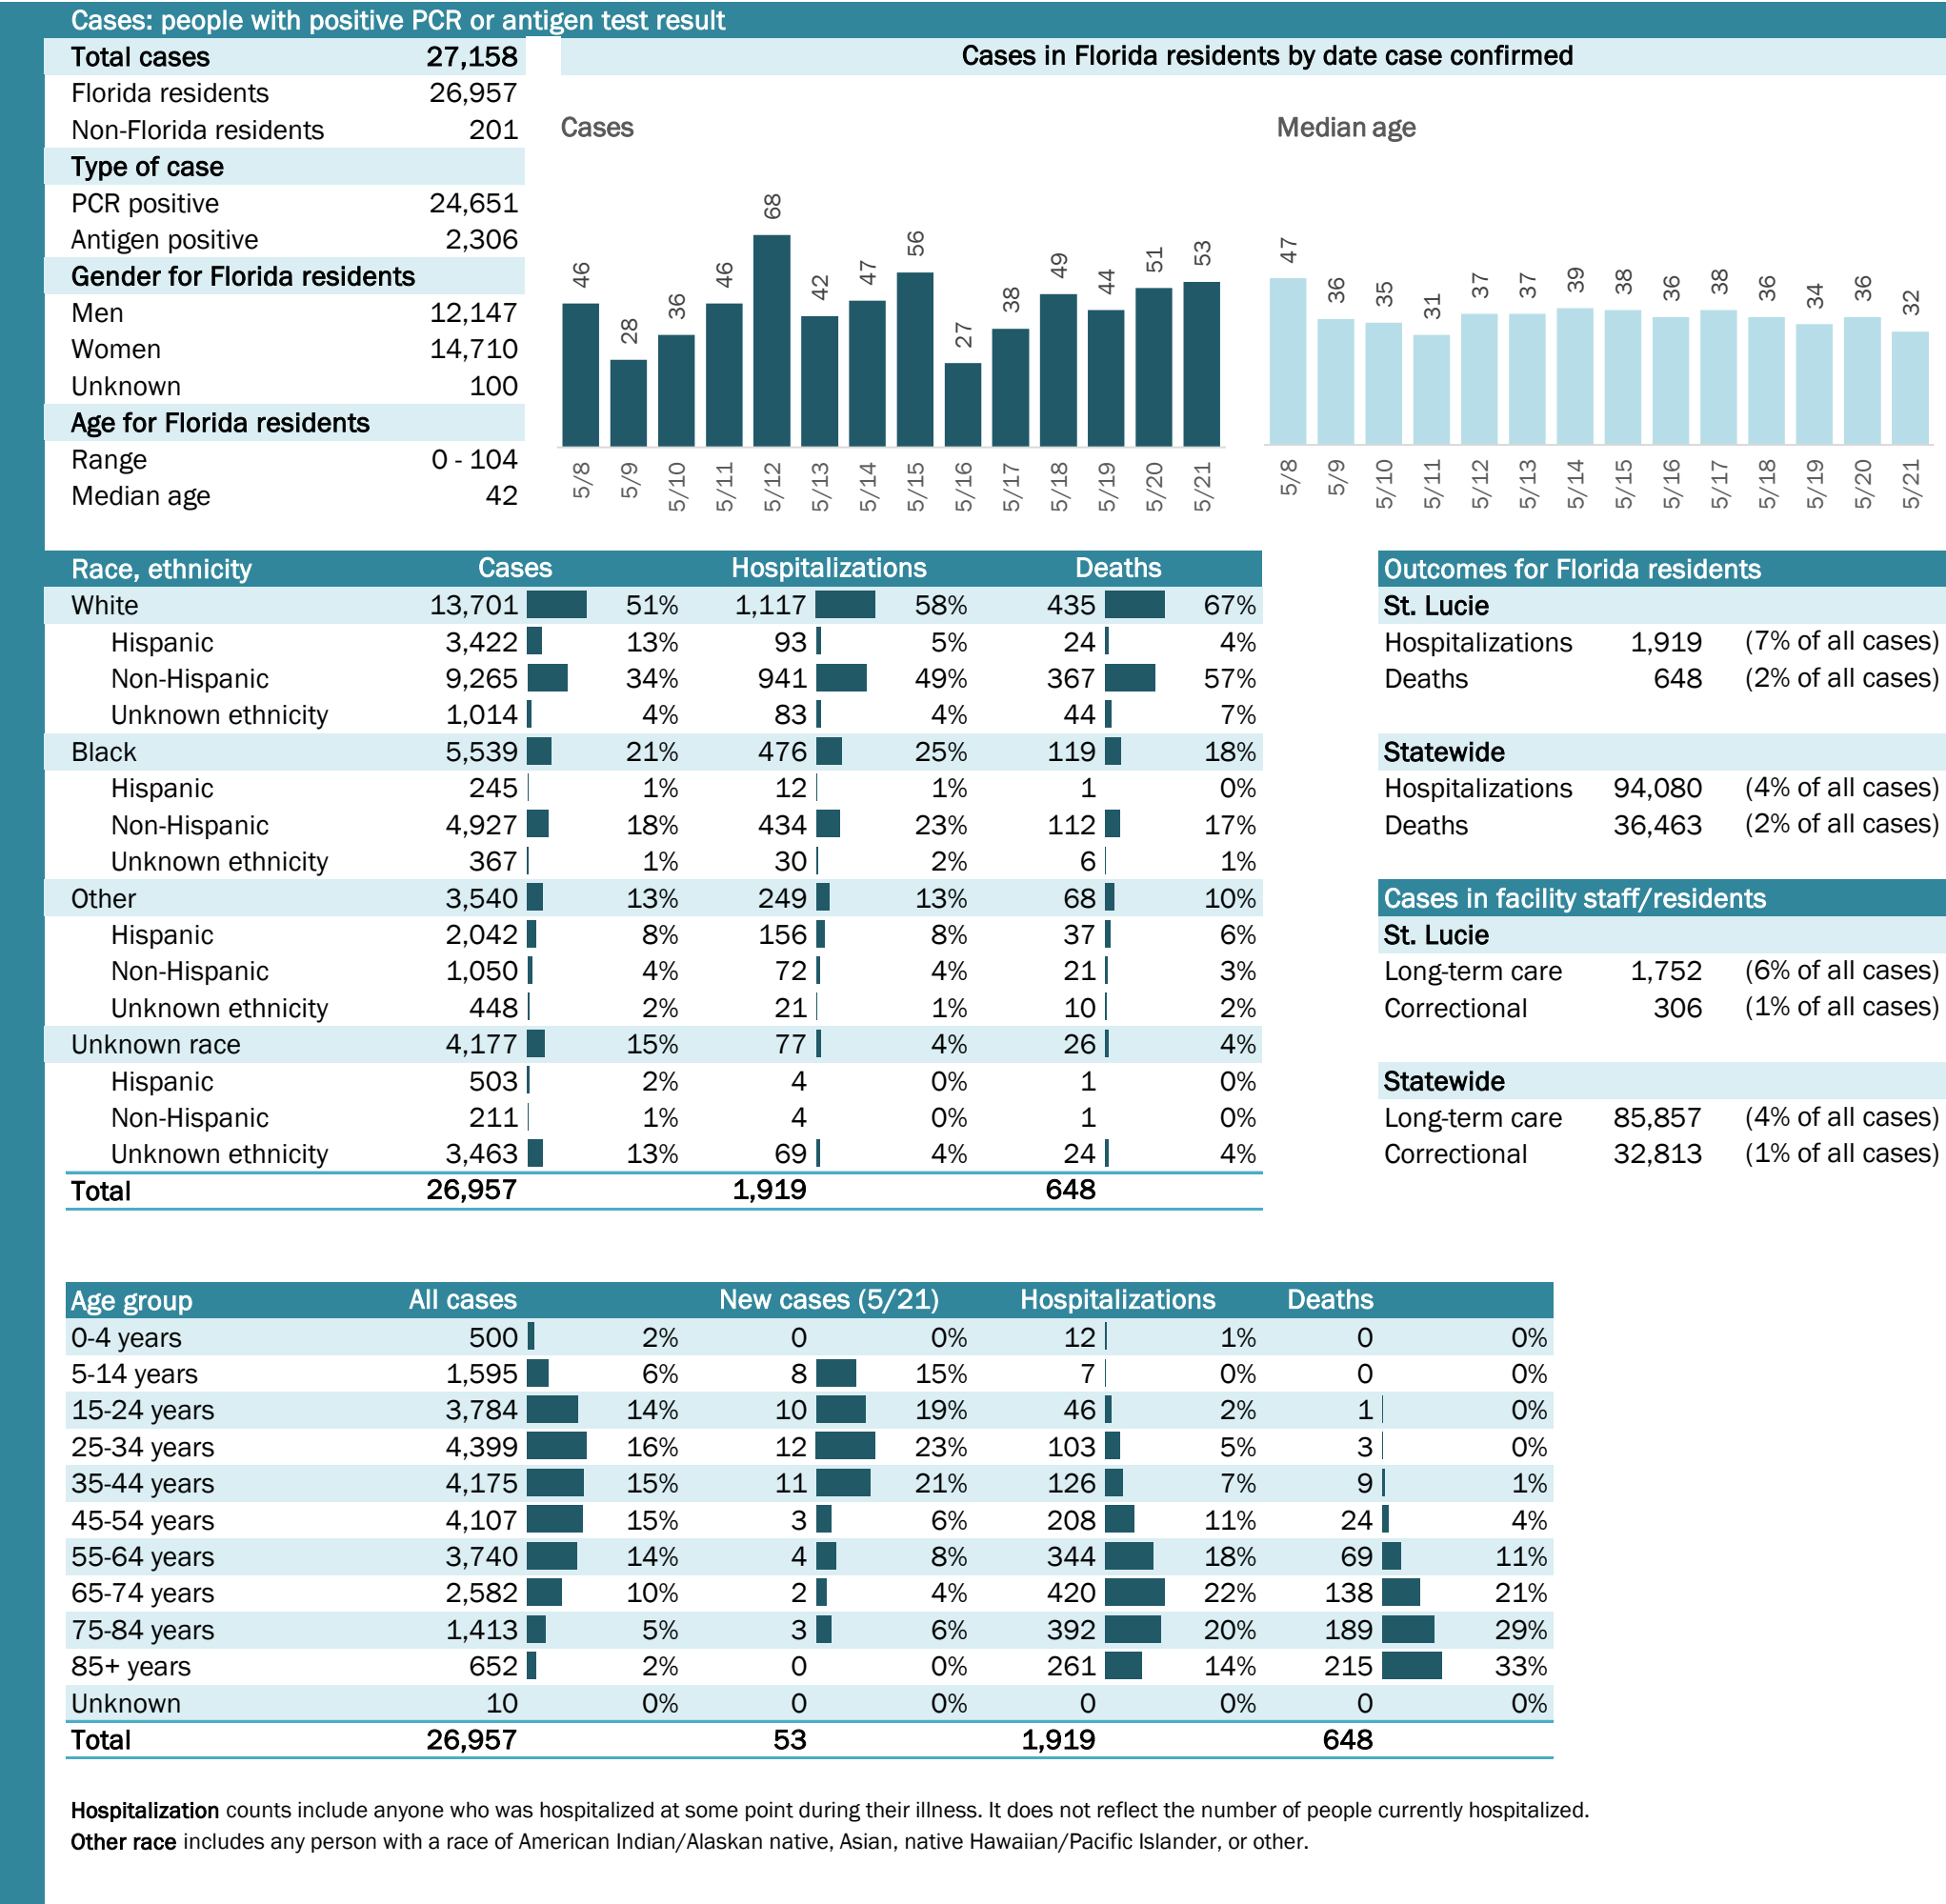 Cases: people with positive PCR or antigen test result
Total cases 27,158
Florida residents 26,957
Non-Florida residents 201
Type of case
PCR positive 24,651
Antigen positive 2,306
Gender for Florida residents
Men 12,147
Women 14,710
Unknown 100
Age for Florida residents
Range 0 - 104
Median age 42
Cases in Florida residents by date case confirmed
Cases
46 28 36 46 68 42 47 56 27 38 49 44 51 53
5/8 5/9 5/10 5/11 5/12 5/13 5/14 5/15 5/16 5/17 5/18 5/19 5/20 5/21
Median age
47 36 35 31 37 37 39 38 36 38 36 34 36 32
5/8 5/9 5/10 5/11 5/12 5/13 5/14 5/15 5/16 5/17 5/18 5/19 5/20 5/21
Race, ethnicity Cases Hospitalizations Deaths
White 13,701 51% 1,117 58% 435 67%
Hispanic 3,422 13% 93 5% 24 4%
Non-Hispanic 9,265 34% 941 49% 367 57%
Unknown ethnicity 1,014 4% 83 4% 44 7%
Black 5,539 21% 476 25% 119 18%
Hispanic 245 1% 12 1% 1 0%
Non-Hispanic 4,927 18% 434 23% 112 17%
Unknown ethnicity 367 1% 30 2% 6 1%
Other 3,540 13% 249 13% 68 10%
Hispanic 2,042 8% 156 8% 37 6%
Non-Hispanic 1,050 4% 72 4% 21 3%
Unknown ethnicity 448 2% 21 1% 10 2%
Unknown race 4,177 15% 77 4% 26 4%
Hispanic 503 2% 4 0% 1 0%
Non-Hispanic 211 1% 4 0% 1 0%
Unknown ethnicity 3,463 13% 69 4% 24 4%
Total 26,957 1,919 648
Outcomes for Florida residents
St. Lucie
Hospitalizations 1,919 (7% of all cases)
Deaths 648 (2% of all cases)
Statewide
Hospitalizations 94,080 (4% of all cases)
Deaths 36,463 (2% of all cases)
Cases in facility staff/residents
St. Lucie
Long-term care 1,752 (6% of all cases)
Correctional 306 (1% of all cases)
Statewide
Long-term care 85,857 (4% of all cases)
Correctional 32,813 (1% of all cases)
Age group All cases New cases (5/21) Hospitalizations Deaths
0-4 years 500 2% 0 0% 12 1% 0 0%
5-14 years 1,595 6% 8 15% 7 0% 0 0%
15-24 years 3,784 14% 10 19% 46 2% 1 0%
25-34 years 4,399 16% 12 23% 103 5% 3 0%
35-44 years 4,175 15% 11 21% 126 7% 9 1%
45-54 years 4,107 15% 3 6% 208 11% 24 4%
55-64 years 3,740 14% 4 8% 344 18% 69 11%
65-74 years 2,582 10% 2 4% 420 22% 138 21%
75-84 years 1,413 5% 3 6% 392 20% 189 29%
85+ years 652 2% 0 0% 261 14% 215 33%
Unknown 10 0% 0 0% 0 0% 0 0%
Total 26,957 53 1,919 648
Hospitalization counts include anyone who was hospitalized at some point during their illness. It does not reflect the number of people currently hospitalized.
Other race includes any person with a race of American Indian/Alaskan native, Asian, native Hawaiian/Pacific Islander, or other.